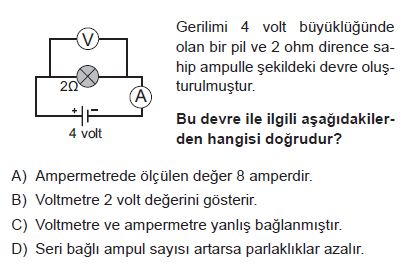 V
2Ω
A
+ −
4 volt
Gerilimi 4 volt büyüklüğünde
olan bir pil ve 2 ohm dirence sa-
hip ampulle şekildeki devre oluş-
turulmuştur.
Bu devre ile ilgili aşağıdakiler-
den hangisi doğrudur?
A) Ampermetrede ölçülen değer 8 amperdir.
B) Voltmetre 2 volt değerini gösterir.
C) Voltmetre ve ampermetre yanlış bağlanmıştır.
D) Seri bağlı ampul sayısı artarsa parlaklıklar azalır.